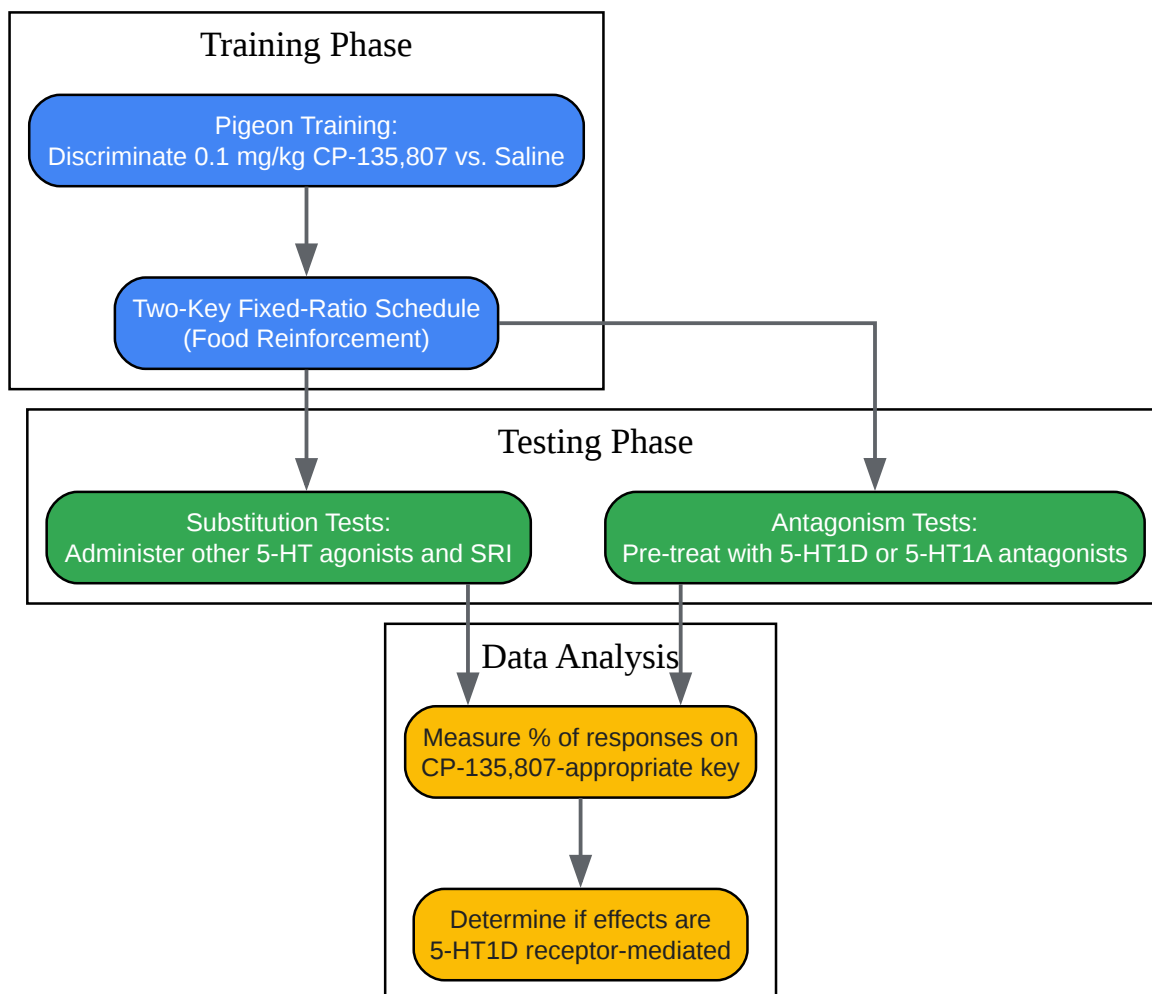 Training Phase
Pigeon Training:
Discriminate 0.1 mg/kg CP-135,807 vs. Saline
Two-Key Fixed-Ratio Schedule
(Food Reinforcement)
Testing Phase
Substitution Tests:
Administer other 5-HT agonists and SRI
Antagonism Tests:
Pre-treat with 5-HT1D or 5-HT1A antagonists
Data Analysis
Measure % of responses on
CP-135,807-appropriate key
Determine if effects are
5-HT1D receptor-mediated